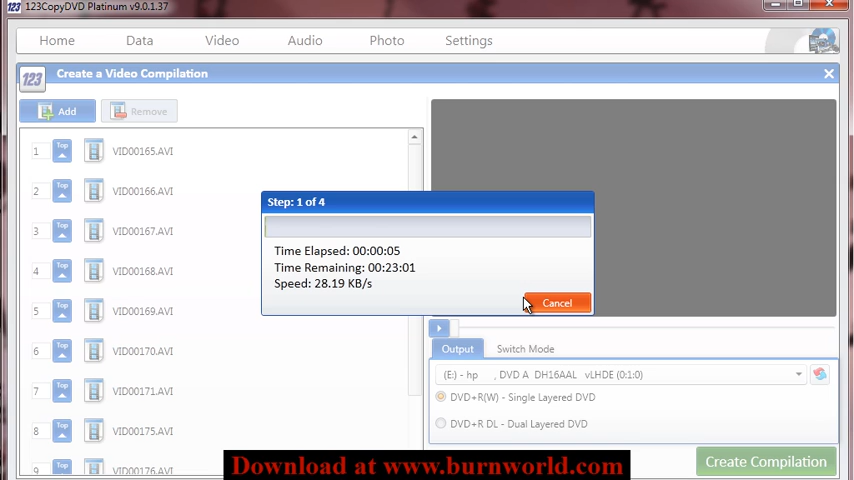 123 123CopyDVD Platinum v9.0.1.37
Home Data Video Audio Photo Settings
123 Create a Video Compilation
Add Remove
1 Top VID00165.AVI
2 Top VID00166.AVI
3 Top VID00167.AVI
4 Top VID00168.AVI
5 Top VID00169.AVI
6 Top VID00170.AVI
7 Top VID00171.AVI
8 Top VID00175.AVI
9 Top VID00176.AVI
Step: 1 of 4
Time Elapsed: 00:00:05
Time Remaining: 00:23:01
Speed: 28.19 KB/s
Cancel
Output Switch Mode
(E:) - hp , DVD A DH16AAL vLHDE (0:1:0)
DVD+R(W) - Single Layered DVD
DVD+R DL - Dual Layered DVD
Create Compilation
Download at www.burnworld.com